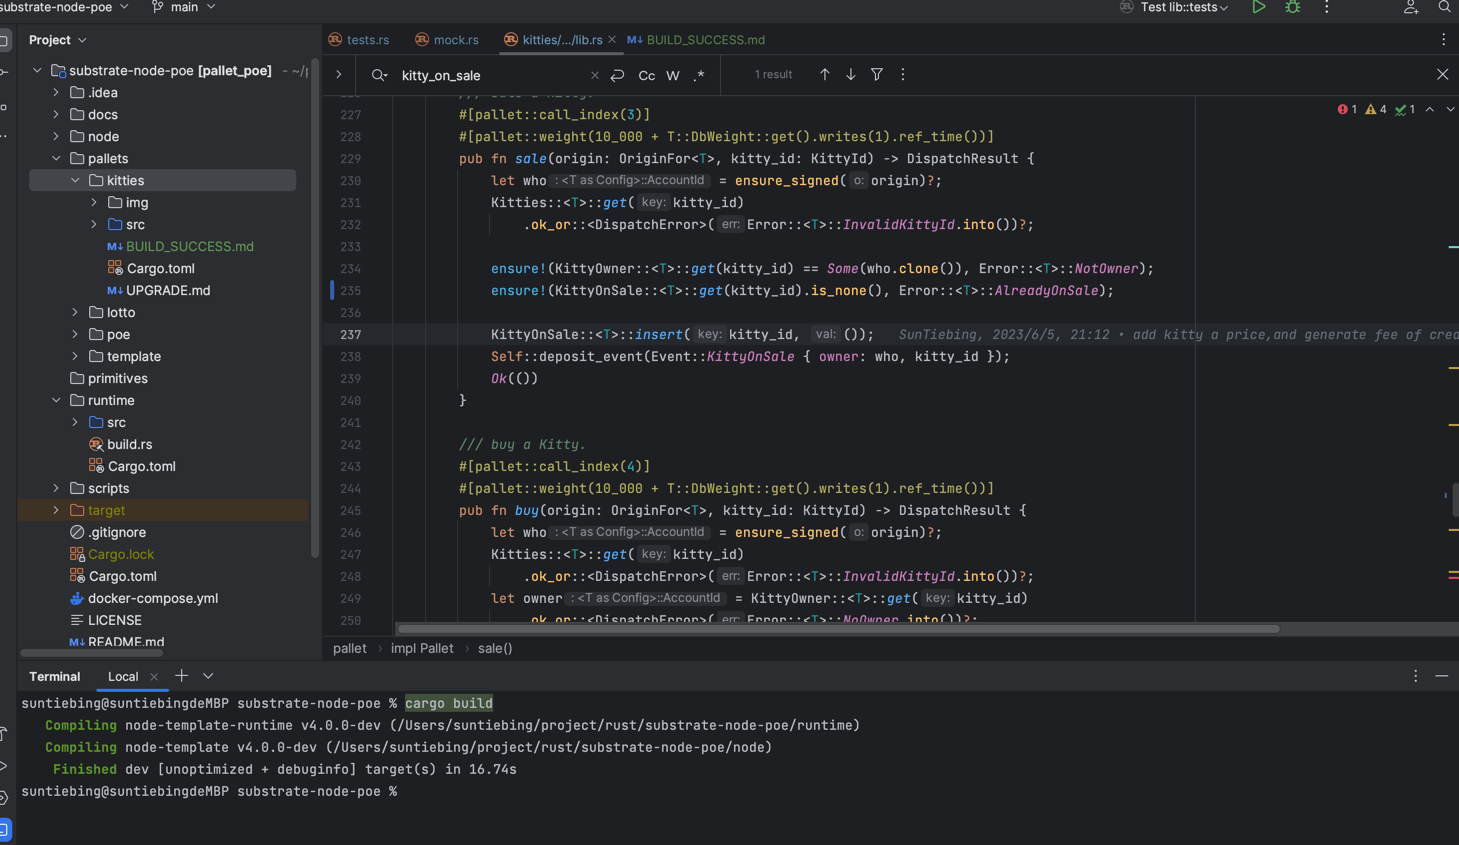 substrate-node-poe
main
Test lib::tests
Project
tests.rs
mock.rs
kitties/.../lib.rs
BUILD_SUCCESS.md
kitty_on_sale
Cc
W
.*
1 result
substrate-node-poe [pallet_poe]
.idea
docs
node
pallets
kitties
img
src
BUILD_SUCCESS.md
Cargo.toml
UPGRADE.md
lotto
poe
template
primitives
runtime
src
build.rs
Cargo.toml
scripts
target
.gitignore
Cargo.lock
Cargo.toml
docker-compose.yml
LICENSE
README.md
1 4 1
227 #[pallet::call_index(3)]
228 #[pallet::weight(10_000 + T::DbWeight::get().writes(1).ref_time())]
229 pub fn sale(origin: OriginFor<T>, kitty_id: KittyId) -> DispatchResult {
230 let who : <T as Config>::AccountId = ensure_signed( o: origin)?;
231 Kitties::<T>::get( key: kitty_id)
232 .ok_or::<DispatchError>( err: Error::<T>::InvalidKittyId.into())?;
233
234 ensure!(KittyOwner::<T>::get(kitty_id) == Some(who.clone()), Error::<T>::NotOwner);
235 ensure!(KittyOnSale::<T>::get(kitty_id).is_none(), Error::<T>::AlreadyOnSale);
236
237 KittyOnSale::<T>::insert( key: kitty_id, val: ()); SunTiebing, 2023/6/5, 21:12 • add kitty a price,and generate fee of crea
238 Self::deposit_event(Event::KittyOnSale { owner: who, kitty_id });
239 Ok(())
240 }
241
242 /// buy a Kitty.
243 #[pallet::call_index(4)]
244 #[pallet::weight(10_000 + T::DbWeight::get().writes(1).ref_time())]
245 pub fn buy(origin: OriginFor<T>, kitty_id: KittyId) -> DispatchResult {
246 let who : <T as Config>::AccountId = ensure_signed( o: origin)?;
247 Kitties::<T>::get( key: kitty_id)
248 .ok_or::<DispatchError>( err: Error::<T>::InvalidKittyId.into())?;
249 let owner : <T as Config>::AccountId = KittyOwner::<T>::get( key: kitty_id)
250 .ok_or::<DispatchError>( err: Error::<T>::NoOwner.into())?;
pallet › impl Pallet › sale()
Terminal
Local
suntiebing@suntiebingdeMBP substrate-node-poe % cargo build
Compiling node-template-runtime v4.0.0-dev (/Users/suntiebing/project/rust/substrate-node-poe/runtime)
Compiling node-template v4.0.0-dev (/Users/suntiebing/project/rust/substrate-node-poe/node)
Finished dev [unoptimized + debuginfo] target(s) in 16.74s
suntiebing@suntiebingdeMBP substrate-node-poe %